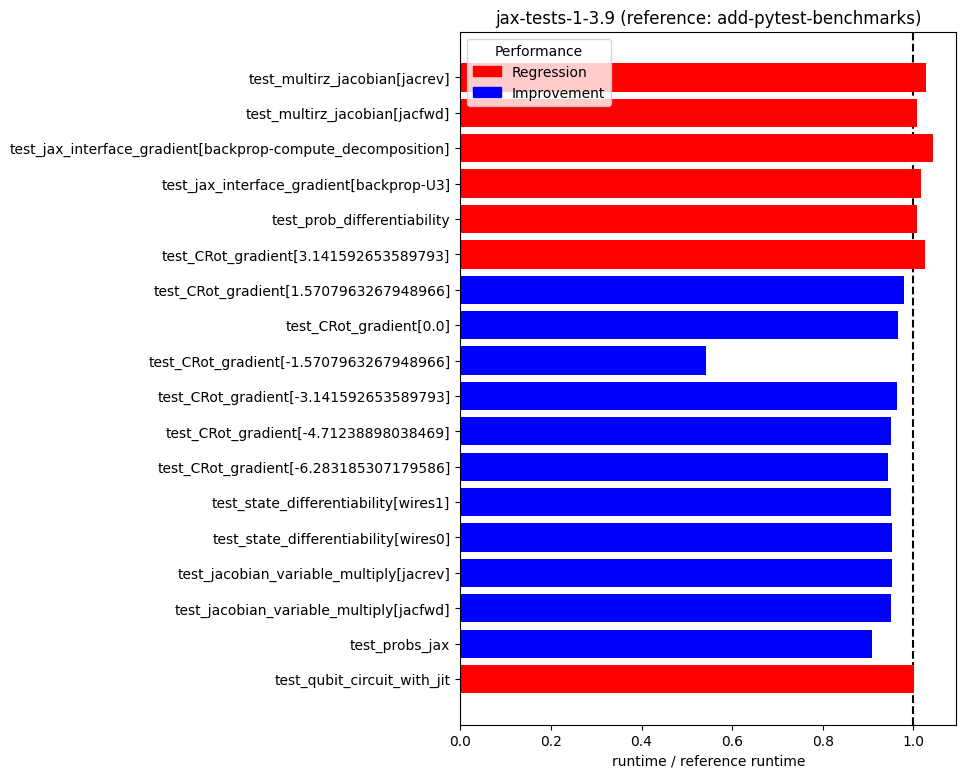 jax-tests-1-3.9 (reference: add-pytest-benchmarks)
Performance
Regression
Improvement
test_multirz_jacobian[jacrev]
test_multirz_jacobian[jacfwd]
test_jax_interface_gradient[backprop-compute_decomposition]
test_jax_interface_gradient[backprop-U3]
test_prob_differentiability
test_CRot_gradient[3.141592653589793]
test_CRot_gradient[1.5707963267948966]
test_CRot_gradient[0.0]
test_CRot_gradient[-1.5707963267948966]
test_CRot_gradient[-3.141592653589793]
test_CRot_gradient[-4.71238898038469]
test_CRot_gradient[-6.283185307179586]
test_state_differentiability[wires1]
test_state_differentiability[wires0]
test_jacobian_variable_multiply[jacrev]
test_jacobian_variable_multiply[jacfwd]
test_probs_jax
test_qubit_circuit_with_jit
0.0 0.2 0.4 0.6 0.8 1.0
runtime / reference runtime